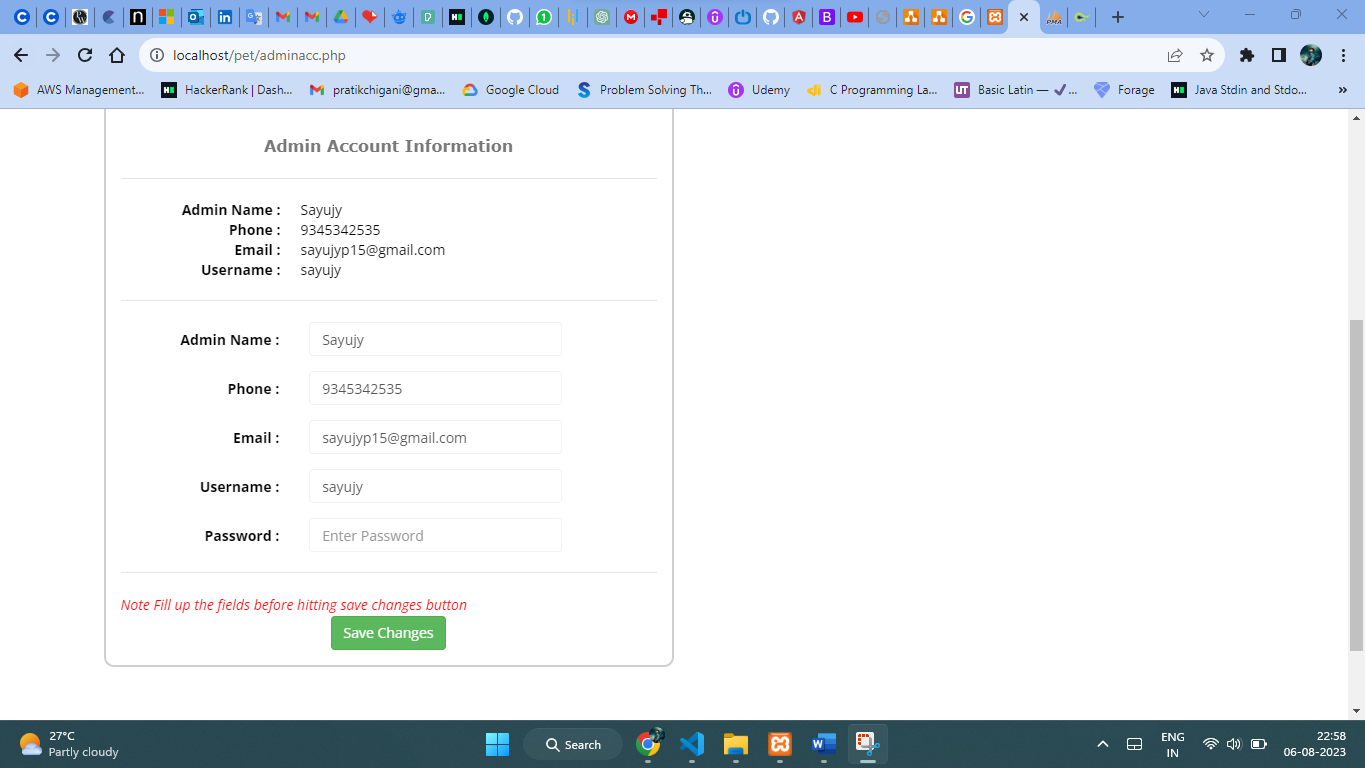 localhost/pet/adminacc.php
AWS Management... HackerRank | Dash... pratikchigani@gma... Google Cloud Problem Solving Th... Udemy C Programming La... Basic Latin — ✔... Forage Java Stdin and Stdo... »
Admin Account Information
Admin Name : Sayujy
Phone : 9345342535
Email : sayujyp15@gmail.com
Username : sayujy
Admin Name : Sayujy
Phone : 9345342535
Email : sayujyp15@gmail.com
Username : sayujy
Password : Enter Password
Note Fill up the fields before hitting save changes button
Save Changes
27°C
Partly cloudy
Search
ENG
IN
22:58
06-08-2023